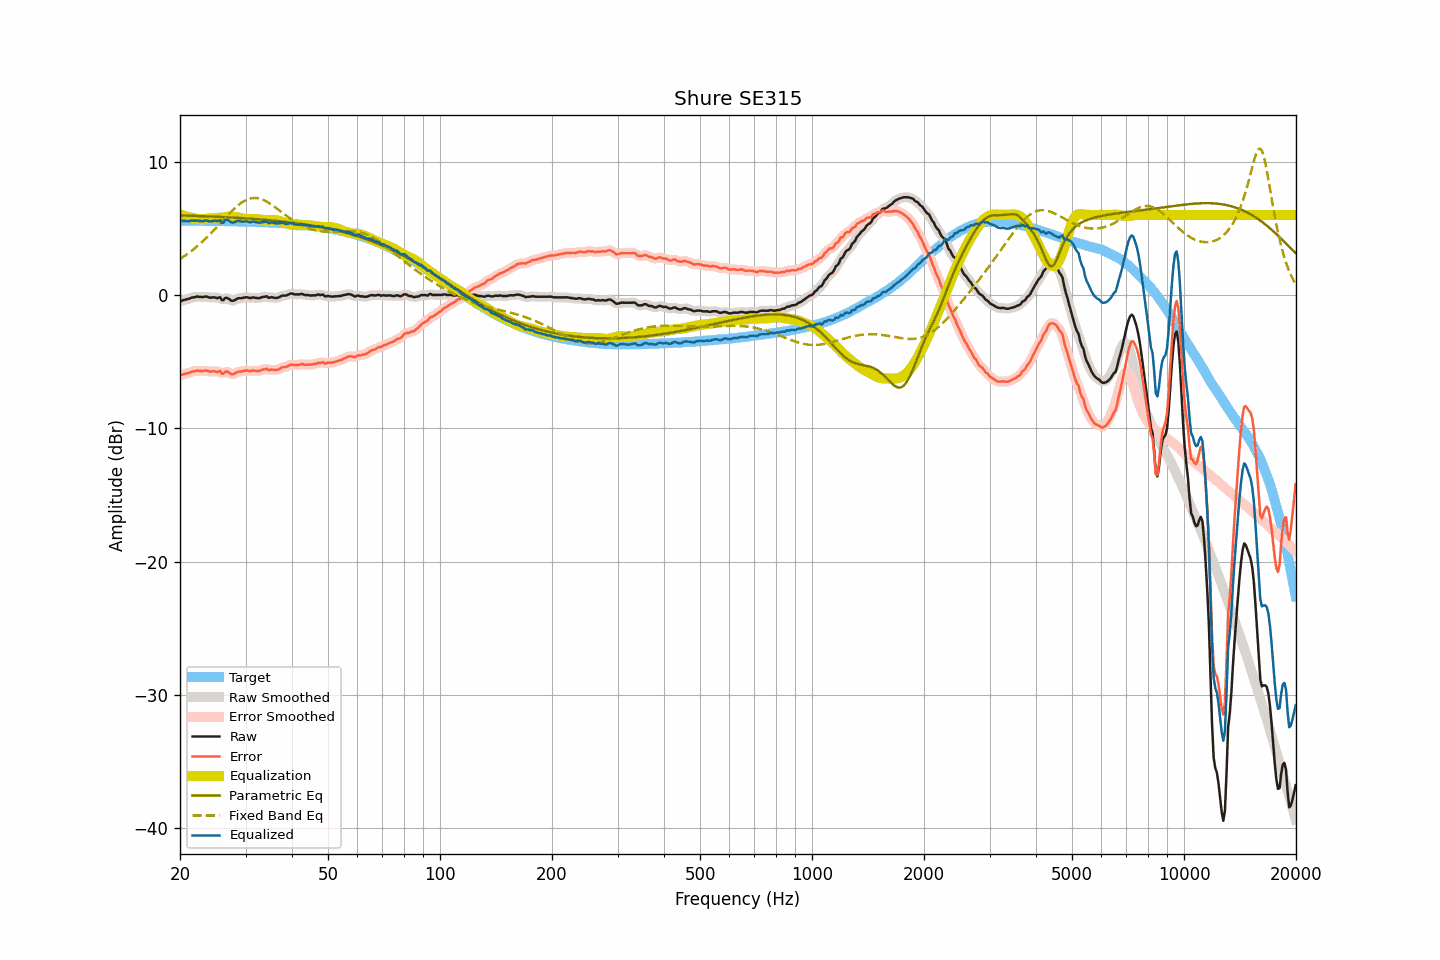 Shure SE315
Amplitude (dBr)
10
0
−10
−20
−30
−40
Target
Raw Smoothed
Error Smoothed
Raw
Error
Equalization
Parametric Eq
Fixed Band Eq
Equalized
20 50 100 200 500 1000 2000 5000 10000 20000
Frequency (Hz)